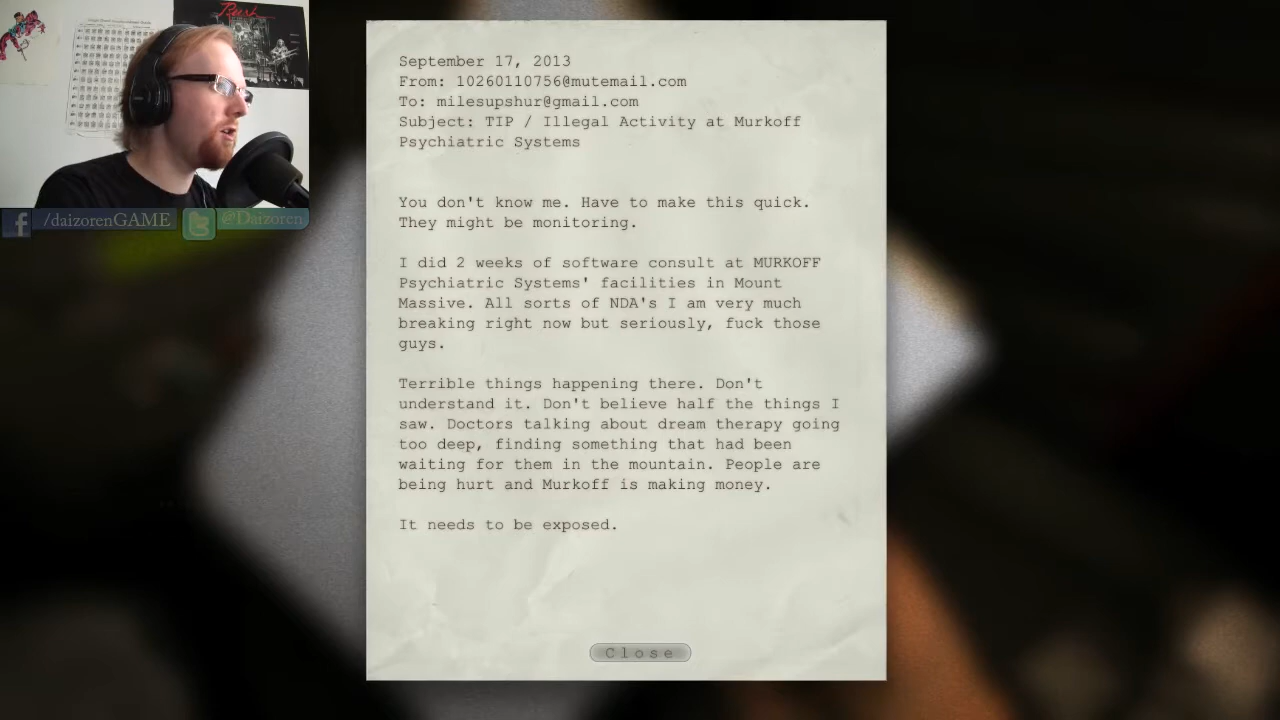 Rush
/daizorenGAME
@Daizoren
September 17, 2013
From: 10260110756@mutemail.com
To: milesupshur@gmail.com
Subject: TIP / Illegal Activity at Murkoff
Psychiatric Systems
You don't know me. Have to make this quick.
They might be monitoring.
I did 2 weeks of software consult at MURKOFF
Psychiatric Systems' facilities in Mount
Massive. All sorts of NDA's I am very much
breaking right now but seriously, fuck those
guys.
Terrible things happening there. Don't
understand it. Don't believe half the things I
saw. Doctors talking about dream therapy going
too deep, finding something that had been
waiting for them in the mountain. People are
being hurt and Murkoff is making money.
It needs to be exposed.
Close